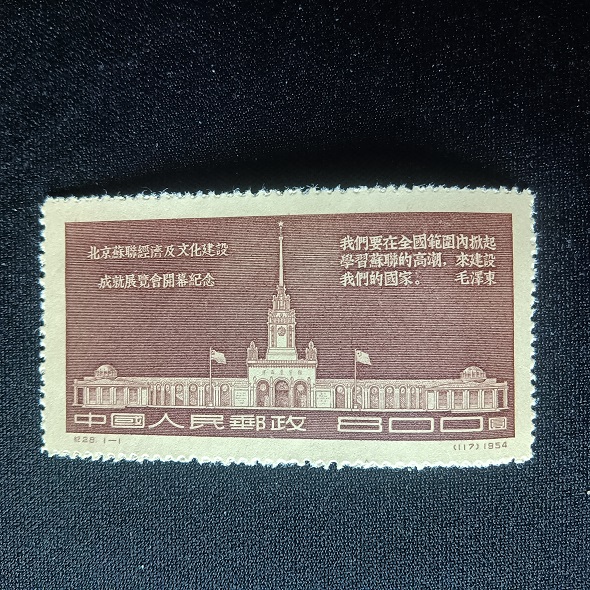 北京蘇聯經濟及文化建設
成就展覽會開幕紀念
我們要在全國範圍內掀起
學習蘇聯的高潮，來建設
我們的國家。 毛澤東
中國人民郵政 800圓
紀28.1-1 (117)1954